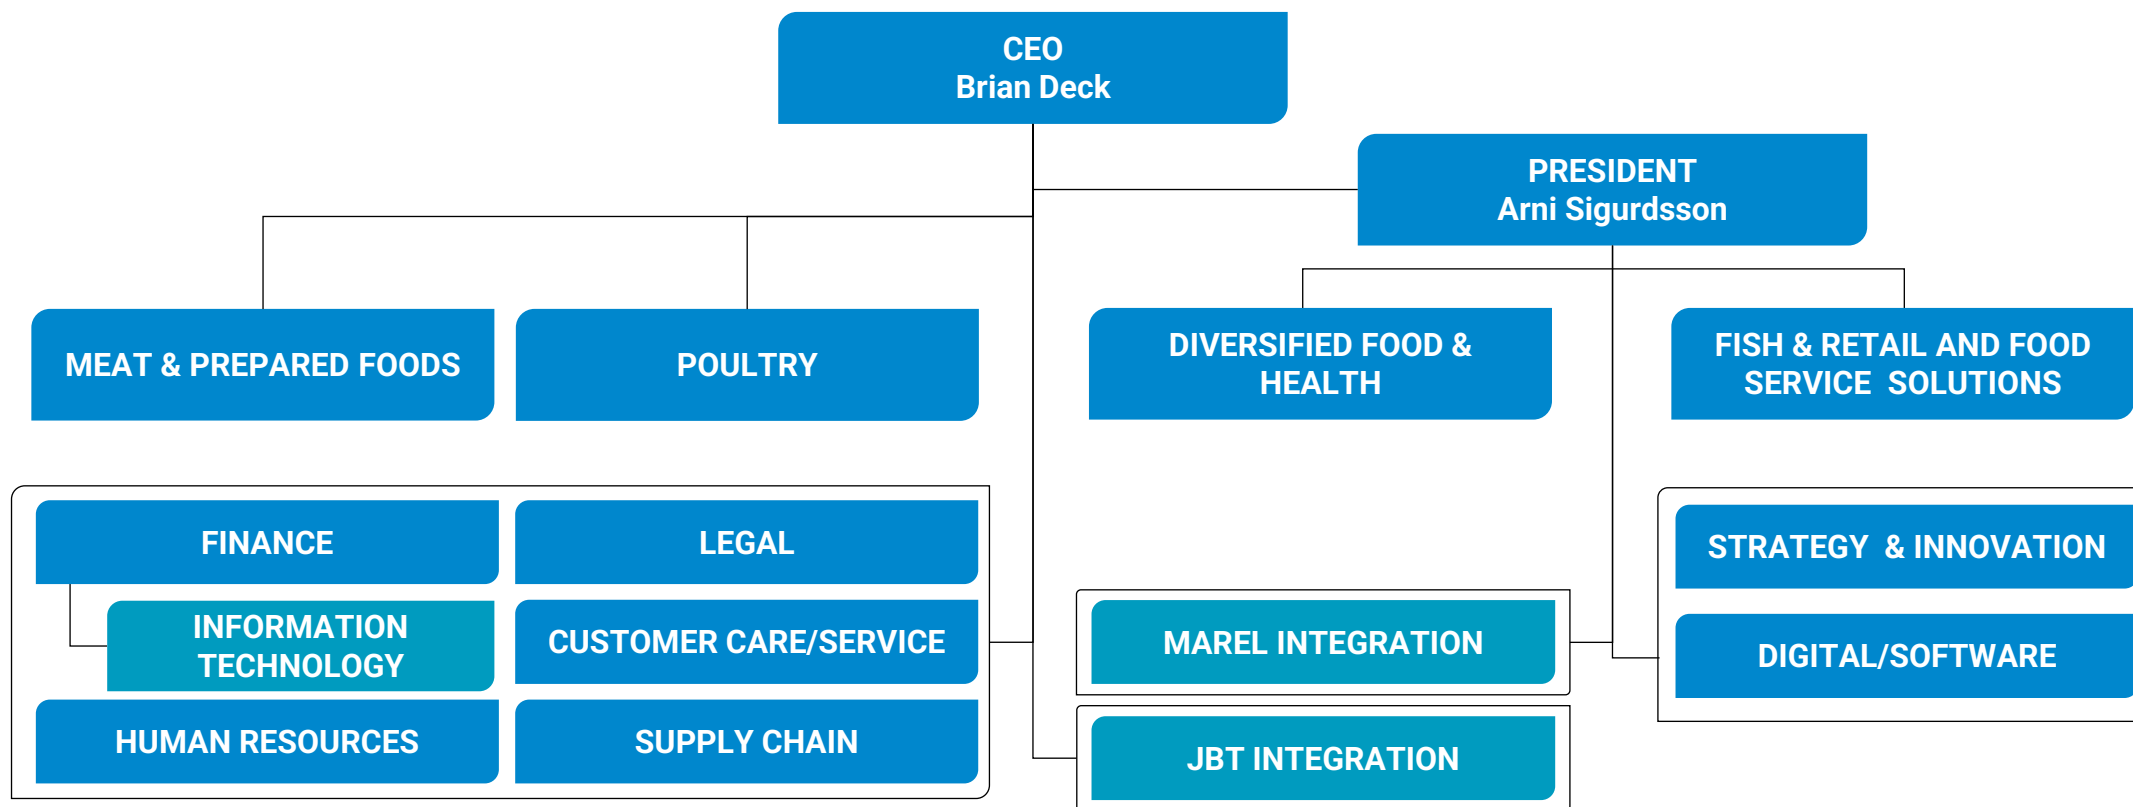 CEO
Brian Deck
PRESIDENT
Arni Sigurdsson
MEAT & PREPARED FOODS
POULTRY
DIVERSIFIED FOOD &
HEALTH
FISH & RETAIL AND FOOD
SERVICE SOLUTIONS
FINANCE
LEGAL
INFORMATION
TECHNOLOGY
CUSTOMER CARE/SERVICE
HUMAN RESOURCES
SUPPLY CHAIN
MAREL INTEGRATION
JBT INTEGRATION
STRATEGY & INNOVATION
DIGITAL/SOFTWARE